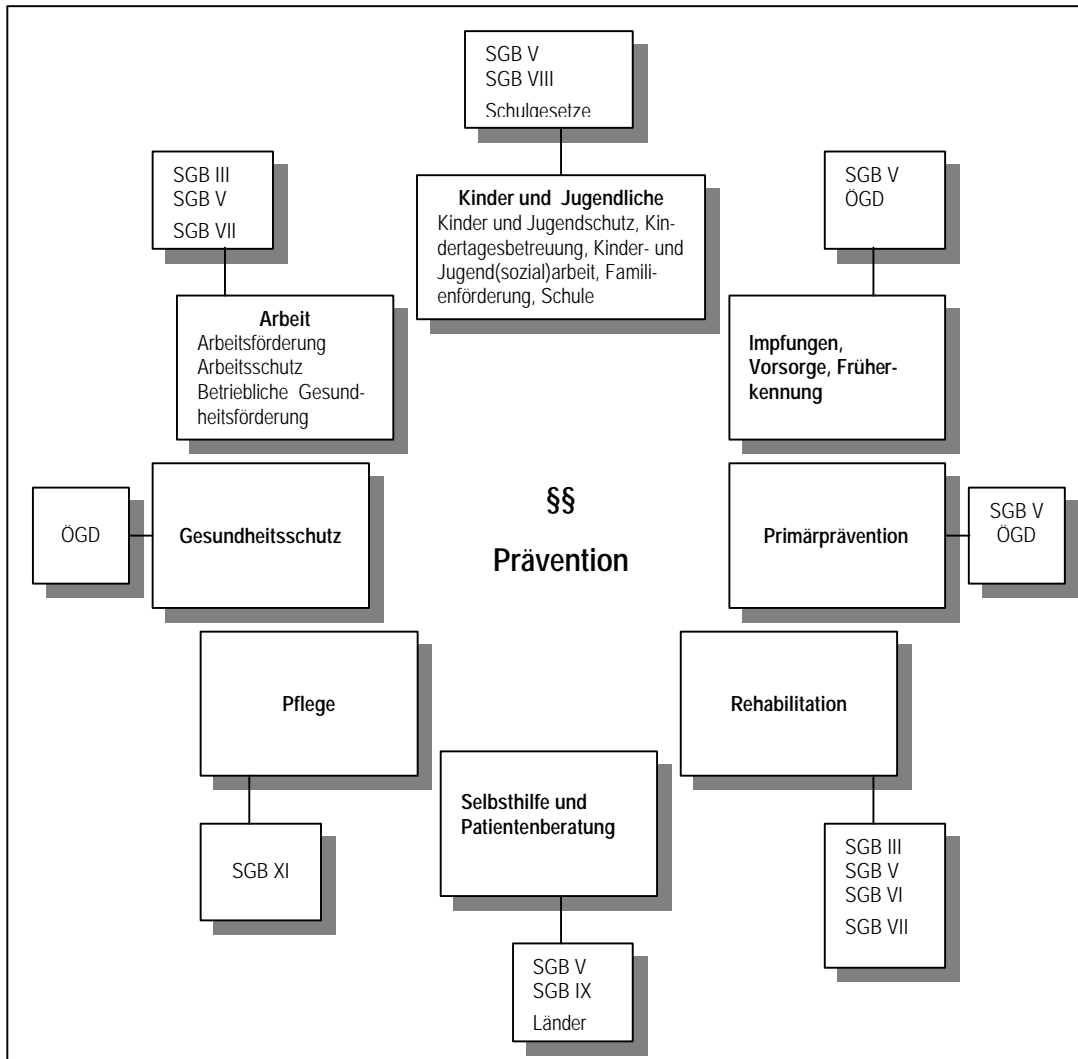 SGB V
SGB VIII
Schulgesetze
Kinder und Jugendliche
Kinder und Jugendschutz, Kin-
dertagesbetreuung, Kinder- und
Jugend(sozial)arbeit, Famili-
enförderung, Schule
SGB III
SGB V
SGB VII
Arbeit
Arbeitsförderung
Arbeitsschutz
Betriebliche Gesund-
heitsförderung
SGB V
ÖGD
Impfungen,
Vorsorge, Früher-
kennung
ÖGD
Gesundheitsschutz
§§
Prävention
Primärprävention
SGB V
ÖGD
Pflege
SGB XI
Selbsthilfe und
Patientenberatung
SGB V
SGB IX
Länder
Rehabilitation
SGB III
SGB V
SGB VI
SGB VII